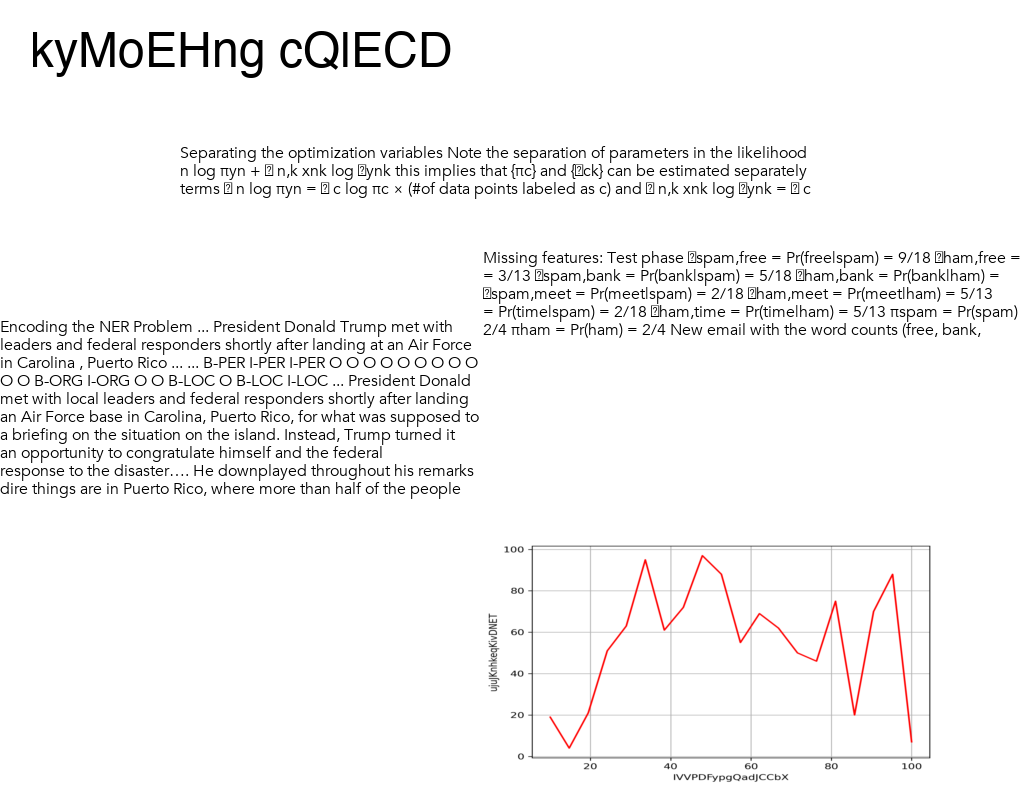 kyMoEHng cQlECD
Separating the optimization variables Note the separation of parameters in the likelihood
n log πyn + � n,k xnk log �ynk this implies that {πc} and {�ck} can be estimated separately
terms � n log πyn = � c log πc × (#of data points labeled as c) and � n,k xnk log �ynk = � c
Missing features: Test phase �spam,free = Pr(free|spam) = 9/18 �ham,free =
= 3/13 �spam,bank = Pr(bank|spam) = 5/18 �ham,bank = Pr(bank|ham) =
�spam,meet = Pr(meet|spam) = 2/18 �ham,meet = Pr(meet|ham) = 5/13
= Pr(time|spam) = 2/18 �ham,time = Pr(time|ham) = 5/13 πspam = Pr(spam)
2/4 πham = Pr(ham) = 2/4 New email with the word counts (free, bank,
Encoding the NER Problem ... President Donald Trump met with
leaders and federal responders shortly after landing at an Air Force
in Carolina , Puerto Rico ... ... B-PER I-PER I-PER O O O O O O O O O
O O B-ORG I-ORG O O B-LOC O B-LOC I-LOC ... President Donald
met with local leaders and federal responders shortly after landing
an Air Force base in Carolina, Puerto Rico, for what was supposed to
a briefing on the situation on the island. Instead, Trump turned it
an opportunity to congratulate himself and the federal
response to the disaster…. He downplayed throughout his remarks
dire things are in Puerto Rico, where more than half of the people
100
80
60
40
20
0
ujuJKnhkeqKivDNET
20 40 60 80 100
IVVPDFypgQadJCCbX